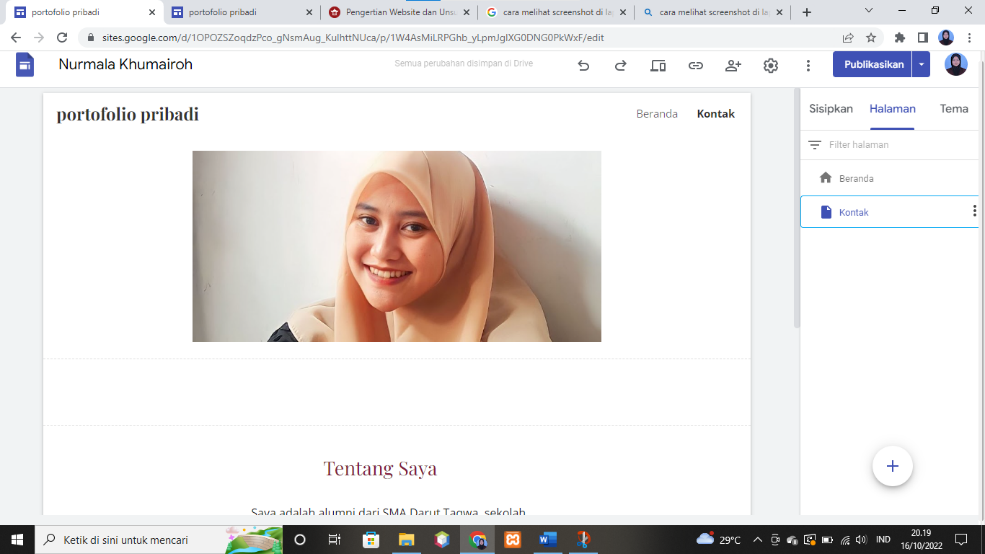 portofolio pribadi
portofolio pribadi
Pengertian Website dan Unsu
cara melihat screenshot di la
cara melihat screenshot di la
sites.google.com/d/1OPOZSZoqdzPco_gNsmAug_KulhttNUca/p/1W4AsMiLRPGhb_yLpmJglXG0DNG0PkWxF/edit
Nurmala Khumairoh
Semua perubahan disimpan di Drive
Publikasikan
portofolio pribadi
Beranda
Kontak
Sisipkan
Halaman
Tema
Filter halaman
Beranda
Kontak
Tentang Saya
Saya adalah alumni dari SMA Darut Taqwa, sekolah
Ketik di sini untuk mencari
29°C
IND
20.19
16/10/2022